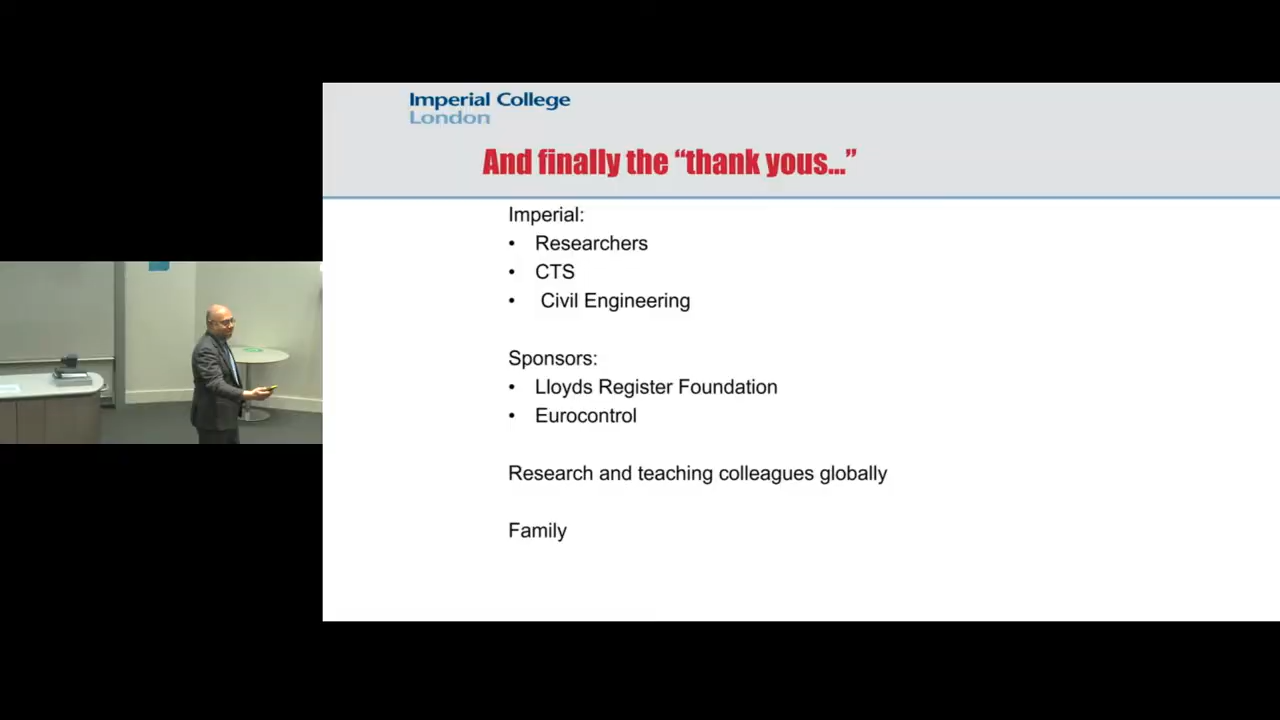 Imperial College
London
And finally the “thank yous...”
Imperial:
• Researchers
• CTS
• Civil Engineering
Sponsors:
• Lloyds Register Foundation
• Eurocontrol
Research and teaching colleagues globally
Family